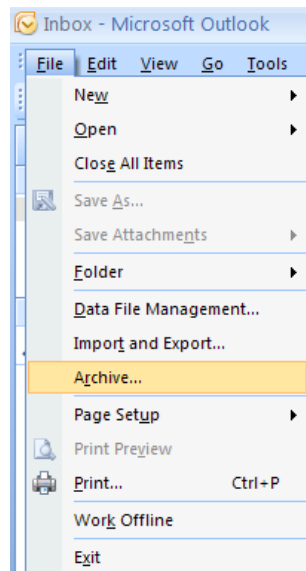 Inbox - Microsoft Outlook
File Edit View Go Tools
New
Open
Close All Items
Save As...
Save Attachments
Folder
Data File Management...
Import and Export...
Archive...
Page Setup
Print Preview
Print... Ctrl+P
Work Offline
Exit